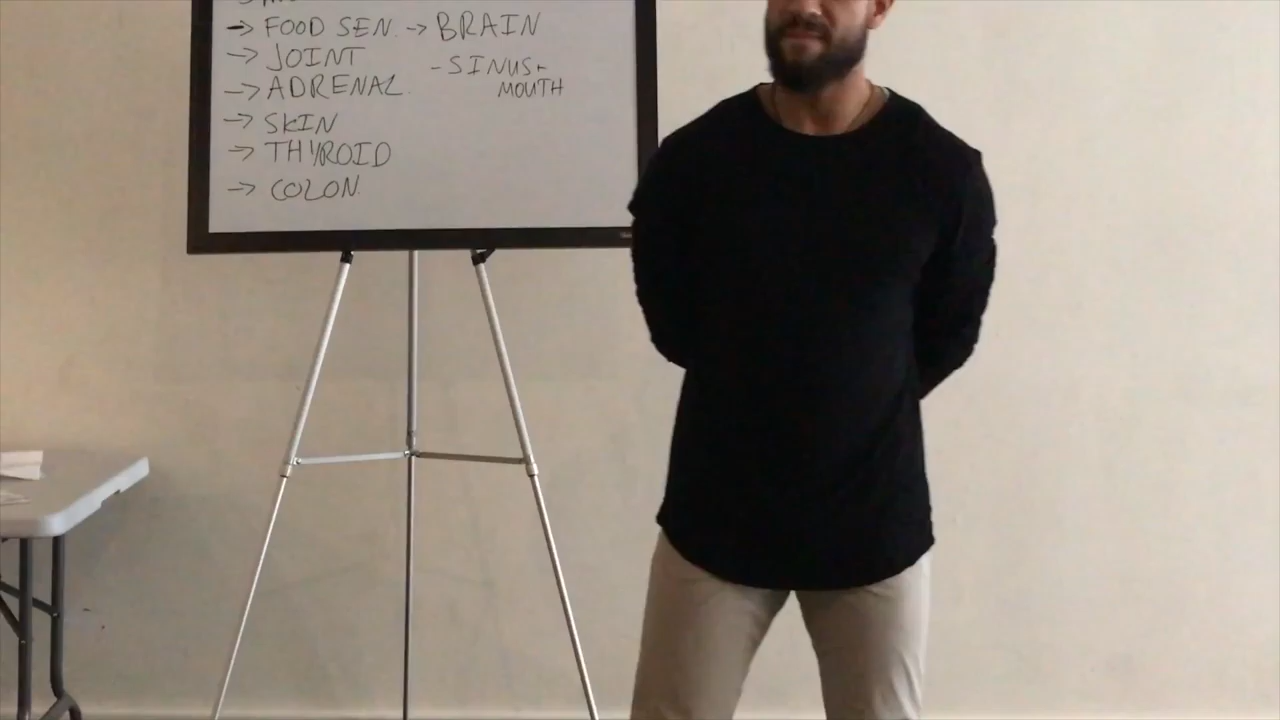 -> FOOD SEN. -> BRAIN
-> JOINT
- SINUS +
-> ADRENAL
MOUTH
-> SKIN
-> THYROID
-> COLON